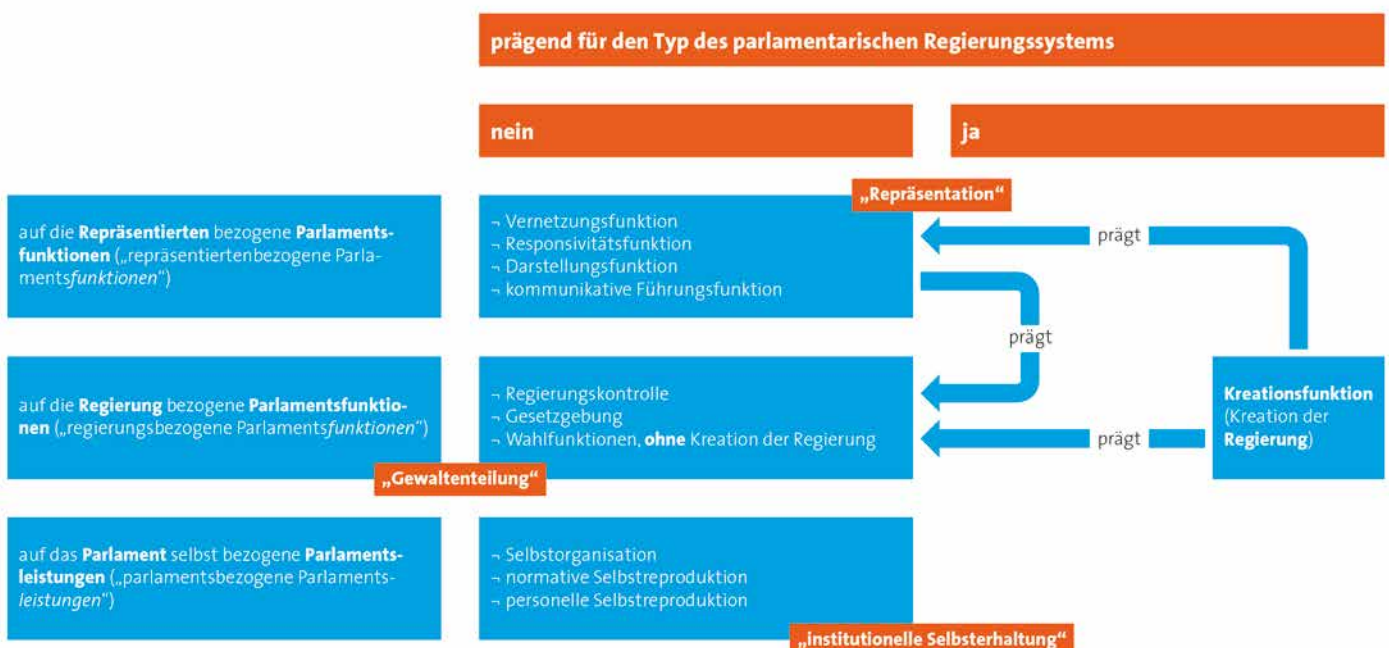 prägend für den Typ des parlamentarischen Regierungssystems
nein
ja
„Repräsentation“
auf die Repräsentierten bezogene Parlaments-
funktionen („repräsentiertenbezogene Parla-
mentsfunktionen“)
¬ Vernetzungsfunktion
¬ Responsivitätsfunktion
¬ Darstellungsfunktion
¬ kommunikative Führungsfunktion
prägt
prägt
auf die Regierung bezogene Parlamentsfunktio-
nen („regierungsbezogene Parlamentsfunktionen“)
¬ Regierungskontrolle
¬ Gesetzgebung
¬ Wahlfunktionen, ohne Kreation der Regierung
prägt
Kreationsfunktion
(Kreation der
Regierung)
„Gewaltenteilung“
auf das Parlament selbst bezogene Parlaments-
leistungen („parlamentsbezogene Parlaments-
leistungen“)
¬ Selbstorganisation
¬ normative Selbstreproduktion
¬ personelle Selbstreproduktion
„institutionelle Selbsterhaltung“